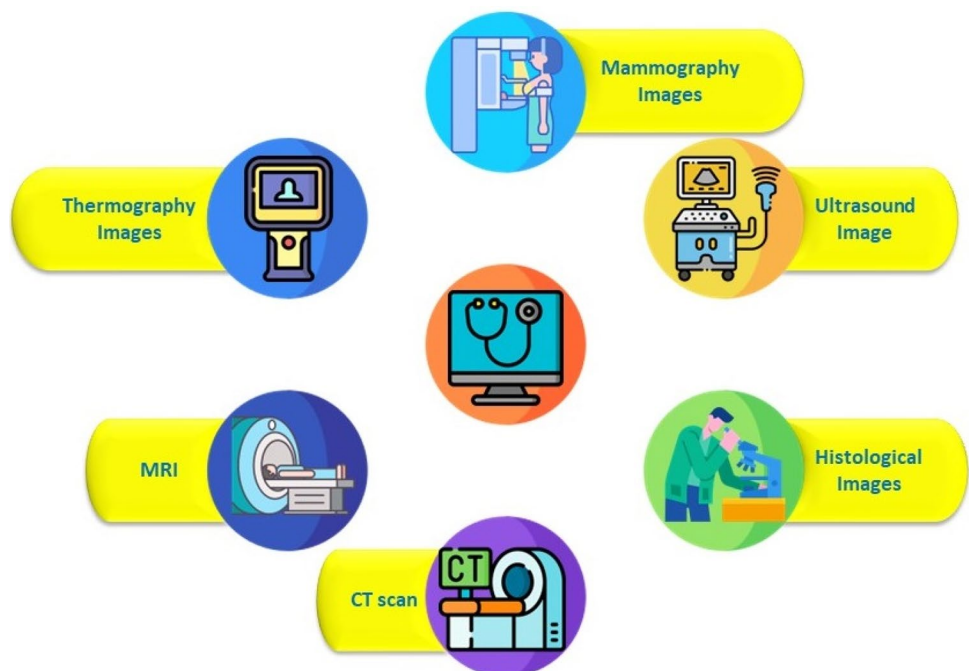 Mammography
Images
Thermography
Images
Ultrasound
Image
MRI
Histological
Images
CT
CT scan